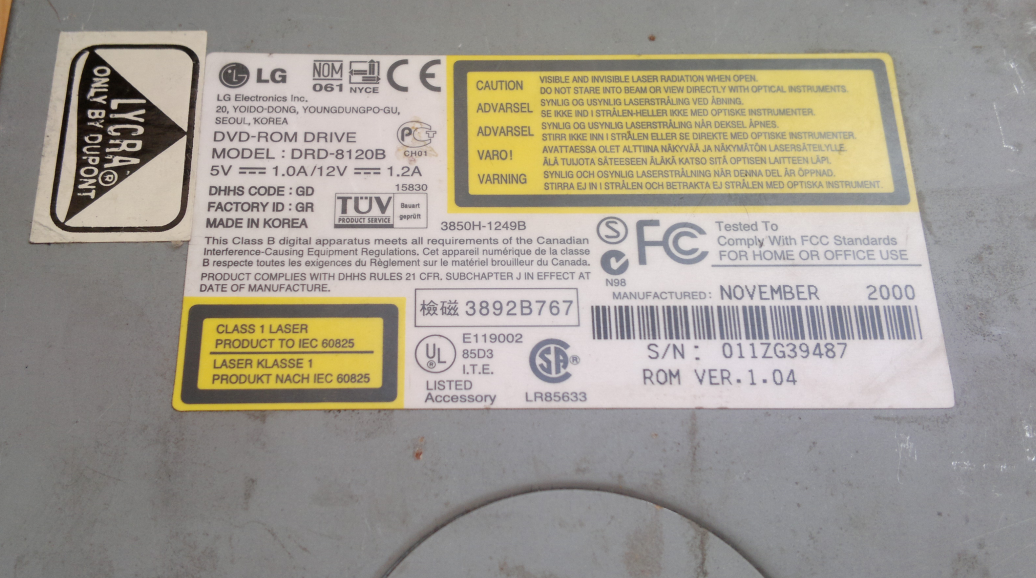 LYCRA®
ONLY BY DUPONT
LG
NOM
061
NYCE
CE
LG Electronics Inc.
20, YOIDO-DONG, YOUNGDUNGPO-GU,
SEOUL, KOREA
DVD-ROM DRIVE
MODEL : DRD-8120B
5V 1.0A/12V 1.2A
DHHS CODE : GD
FACTORY ID : GR
MADE IN KOREA
CH01
15830
TÜV
PRODUCT SERVICE
Bauart
geprüft
3850H-1249B
This Class B digital apparatus meets all requirements of the Canadian
Interference-Causing Equipment Regulations. Cet appareil numérique de la classe
B respecte toutes les exigences du Règlement sur le matériel brouilleur du Canada.
PRODUCT COMPLIES WITH DHHS RULES 21 CFR. SUBCHAPTER J IN EFFECT AT
DATE OF MANUFACTURE.
CAUTION VISIBLE AND INVISIBLE LASER RADIATION WHEN OPEN.
DO NOT STARE INTO BEAM OR VIEW DIRECTLY WITH OPTICAL INSTRUMENTS.
ADVARSEL SYNLIG OG USYNLIG LASERSTRÅLING VED ÅBNING.
SE IKKE IND I STRÅLEN-HELLER IKKE MED OPTISKE INSTRUMENTER.
ADVARSEL SYNLIG OG USYNLIG LASERSTRÅLING NÅR DEKSEL ÅPNES.
STIRR IKKE INN I STRÅLEN ELLER SE DIREKTE MED OPTISKE INSTRUMENTER.
VARO! AVATTAESSA OLET ALTTIINA NÄKYVÄÄ JA NÄKYMÄTÖN LASERSÄTEILYLLE.
ÄLÄ TUIJOTA SÄTEESEEN ÄLÄKÄ KATSO SITÄ OPTISEN LAITTEEN LÄPI.
VARNING SYNLIG OCH OSYNLIG LASERSTRÅLNING NÄR DENNA DEL ÄR ÖPPNAD.
STIRRA EJ IN I STRÅLEN OCH BETRAKTA EJ STRÅLEN MED OPTISKA INSTRUMENT.
CLASS 1 LASER
PRODUCT TO IEC 60825
LASER KLASSE 1
PRODUKT NACH IEC 60825
檢磁 3892B767
UL
LISTED
Accessory
E119002
85D3
I.T.E.
SA®
LR85633
S
N98
FCC
Tested To
Comply With FCC Standards
FOR HOME OR OFFICE USE
MANUFACTURED: NOVEMBER 2000
S/N: 011ZG39487
ROM VER.1.04